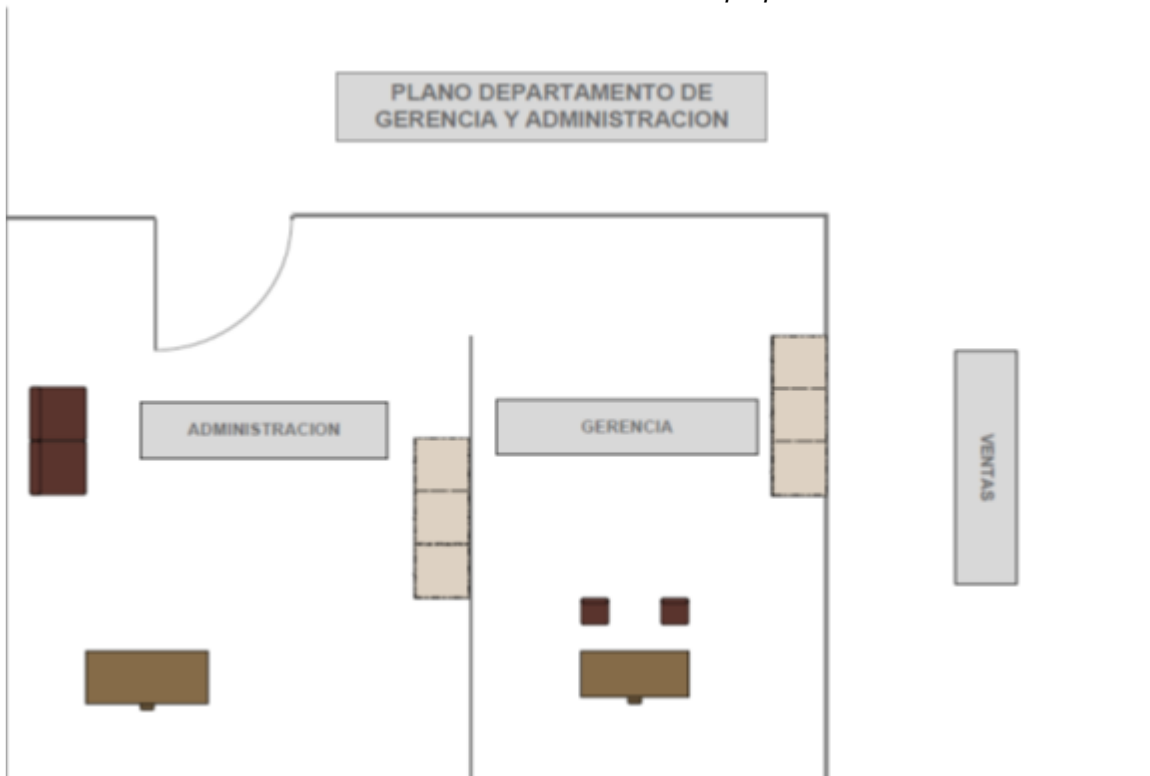 PLANO DEPARTAMENTO DE
GERENCIA Y ADMINISTRACION
ADMINISTRACION
GERENCIA
VENTAS